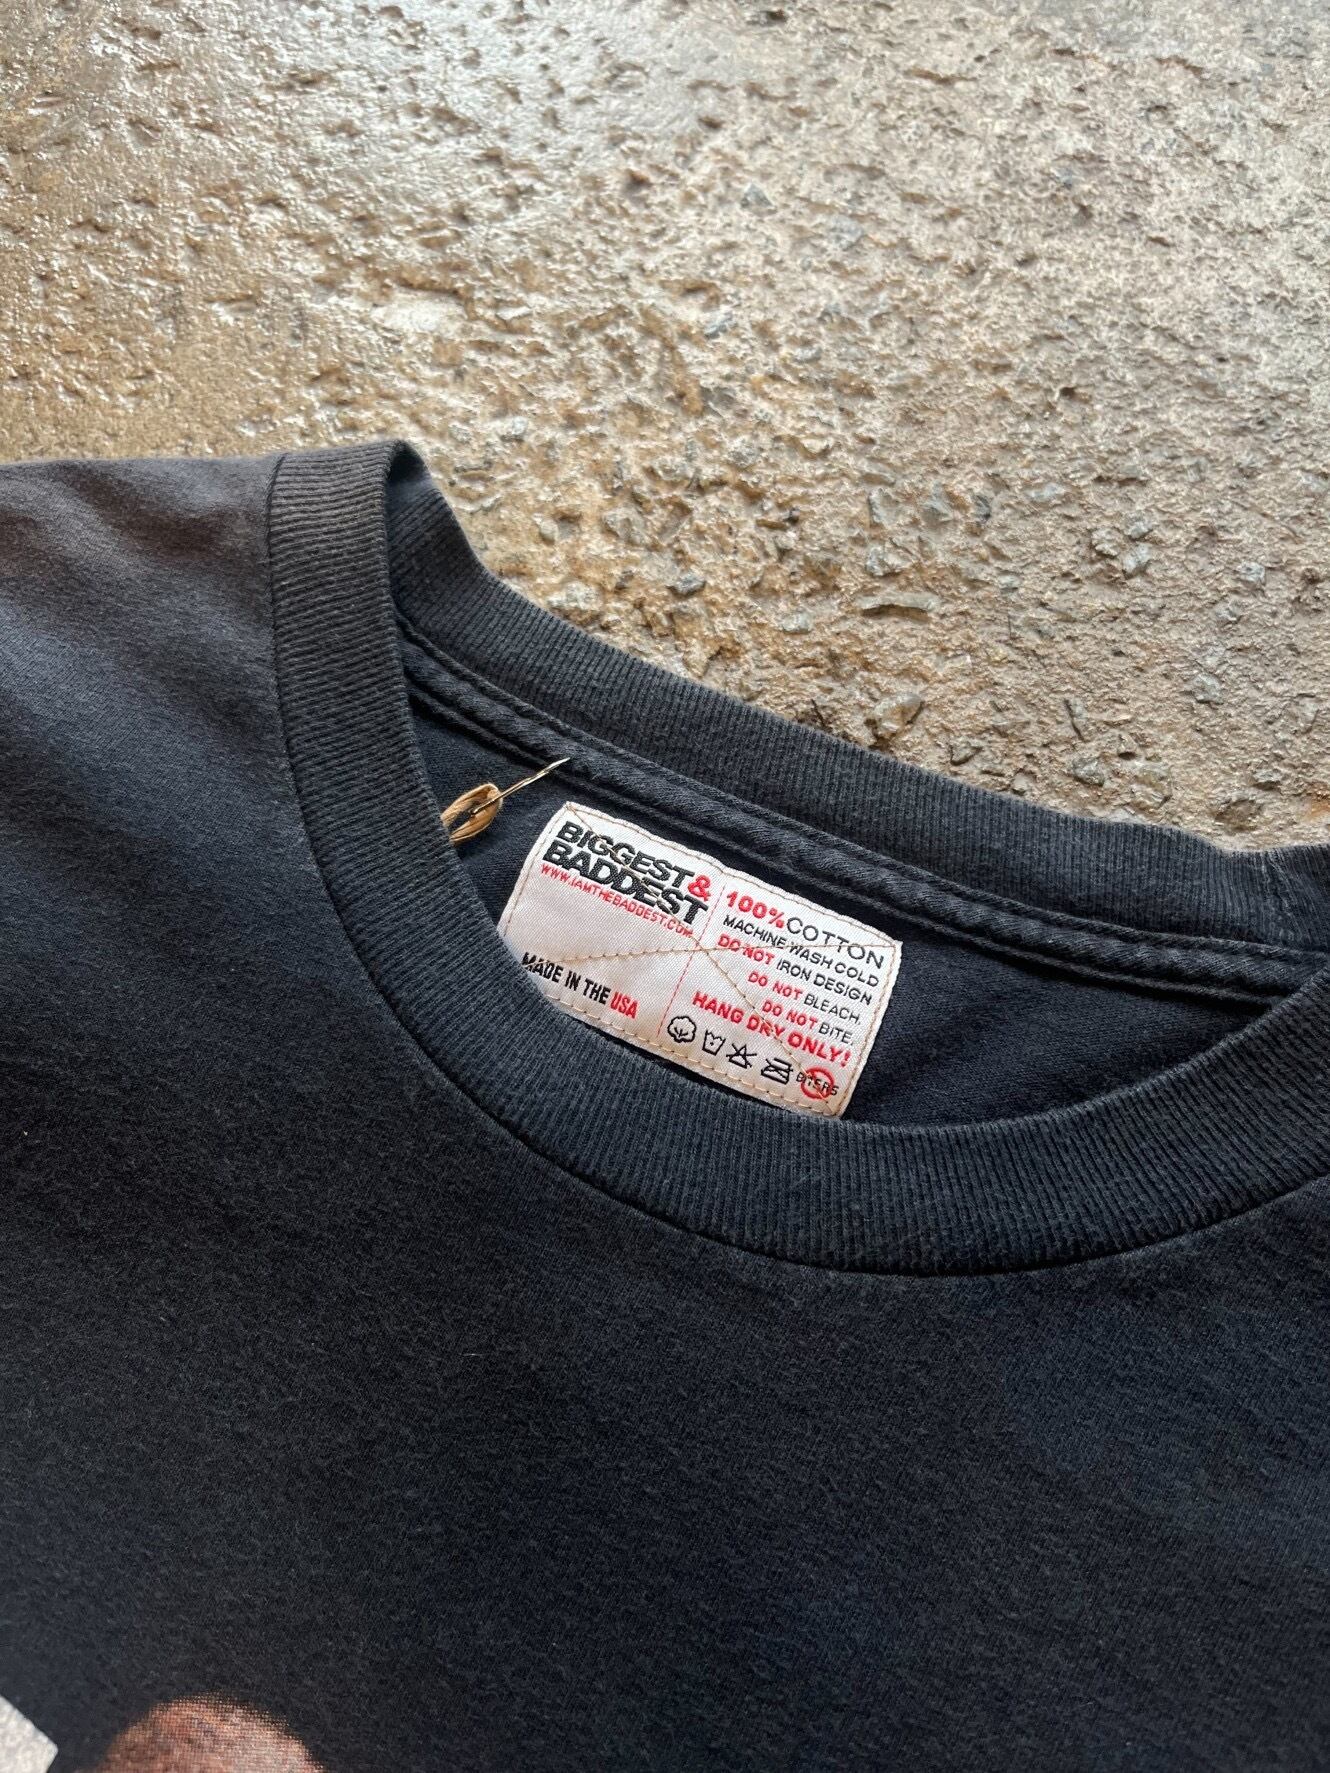 BIGGEST&
BADDEST
WWW.IAMTHEBADDEST.COM
MADE IN THE USA
100%COTTON
MACHINE WASH COLD
DO NOT IRON DESIGN
DO NOT BLEACH.
DO NOT BITE.
HANG DRY ONLY!
BITERS